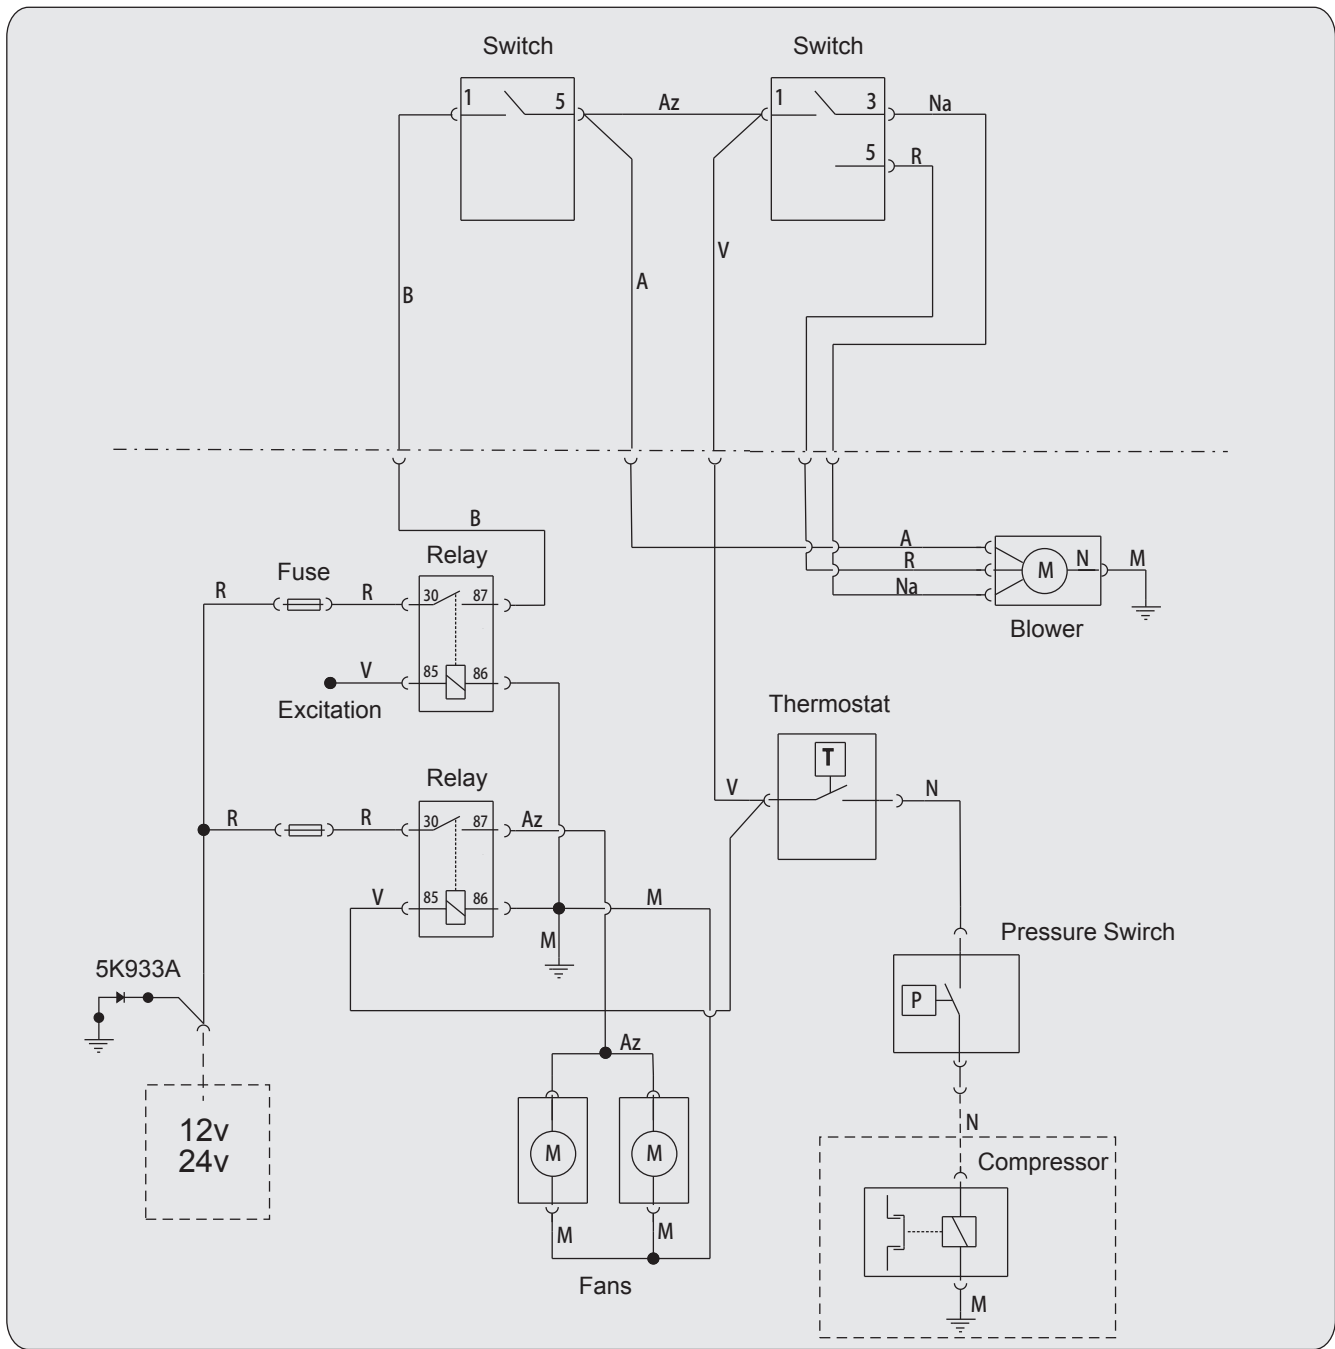 Switch Switch
1 5 Az 1 3 Na
5 R
V
A
B
B
A
Relay R M N M
Fuse Na
R R 30 87
Blower
V 85 86
Excitation
Thermostat
T
Relay
V N
R R 30 87 Az
V 85 86 M
Pressure Swirch
M
5K933A
P
Az
12v
24v
N
M M
Compressor
M M
Fans
M